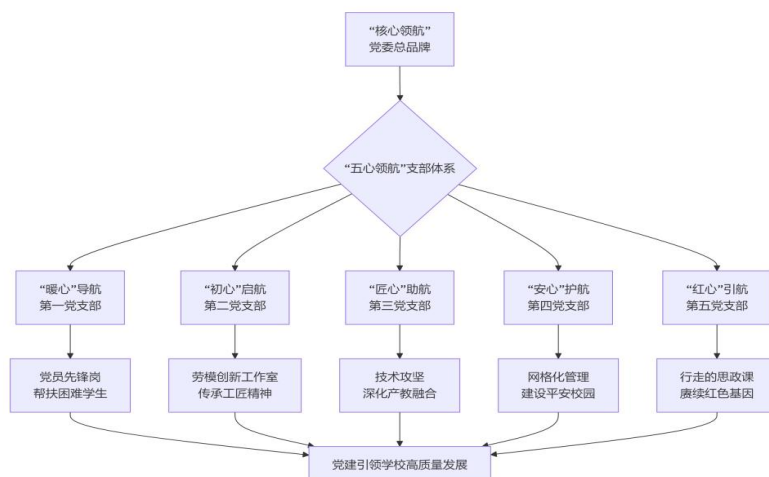 “核心领航”
党委总品牌
“五心领航”支部体系
“暖心”导航
第一党支部
“初心”启航
第二党支部
“匠心”助航
第三党支部
“安心”护航
第四党支部
“红心”引航
第五党支部
党员先锋岗
帮扶困难学生
劳模创新工作室
传承工匠精神
技术攻坚
深化产教融合
网格化管理
建设平安校园
行走的思政课
赓续红色基因
党建引领学校高质量发展